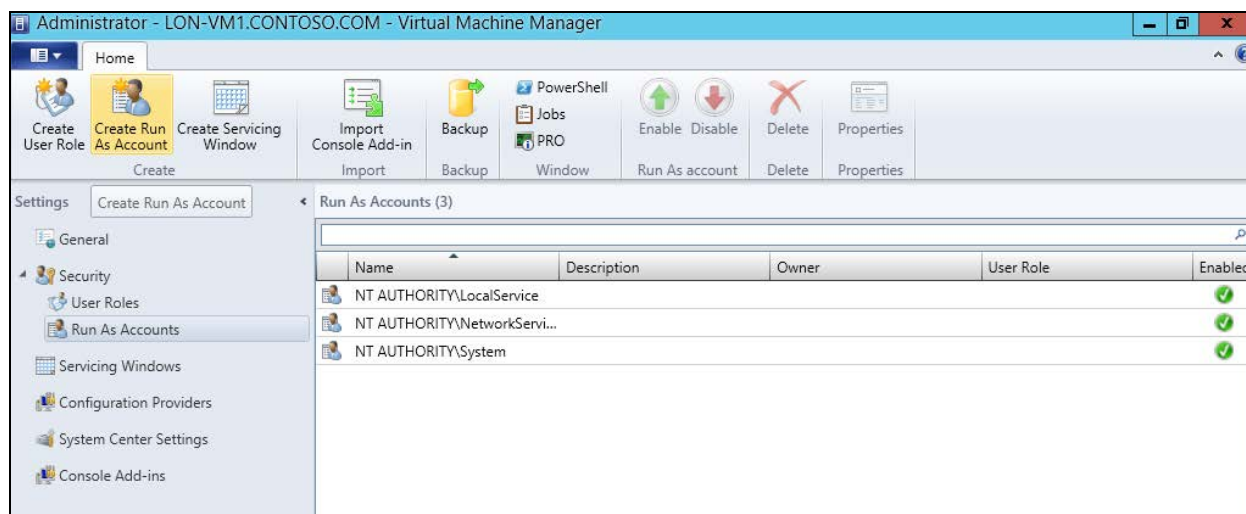 Administrator - LON-VM1.CONTOSO.COM - Virtual Machine Manager
Home
Create User Role
Create Run As Account
Create Servicing Window
Import Console Add-in
Backup
PowerShell
Jobs
PRO
Enable
Disable
Delete
Properties
Create
Import
Backup
Window
Run As account
Delete
Properties
Settings
Create Run As Account
Run As Accounts (3)
General
Security
User Roles
Run As Accounts
Servicing Windows
Configuration Providers
System Center Settings
Console Add-ins
Name Description Owner User Role Enabled
NT AUTHORITY\LocalService
NT AUTHORITY\NetworkServi...
NT AUTHORITY\System